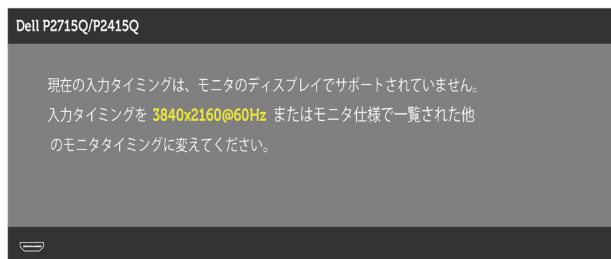 Dell P2715Q/P2415Q
現在の入力タイミングは、モニタのディスプレイでサポートされていません。
入力タイミングを 3840x2160@60Hz またはモニタ仕様で一覧された他
のモニタタイミングに変えてください。